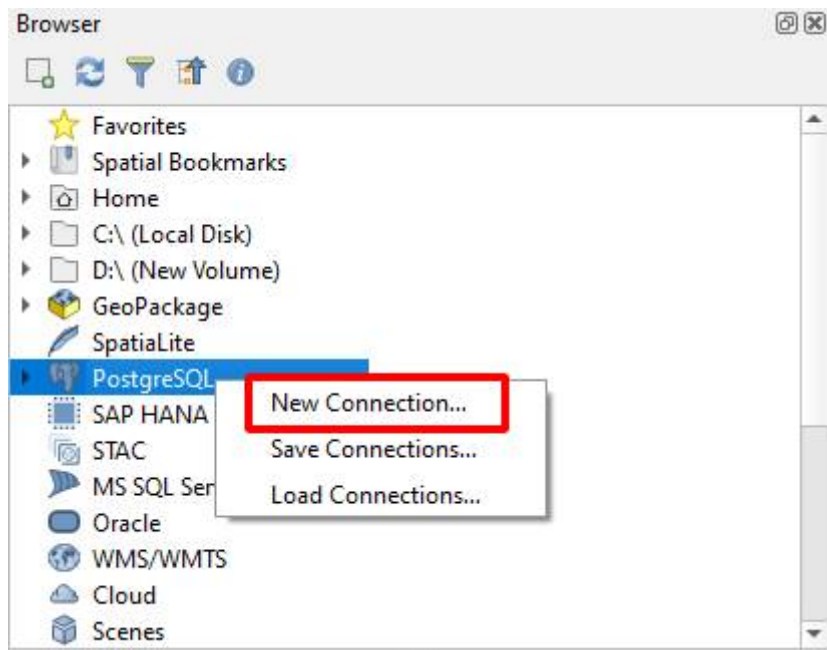 Browser
Favorites
Spatial Bookmarks
Home
C:\ (Local Disk)
D:\ (New Volume)
GeoPackage
SpatiaLite
PostgreSQL
New Connection...
SAP HANA
Save Connections...
STAC
MS SQL Ser
Load Connections...
Oracle
WMS/WMTS
Cloud
Scenes